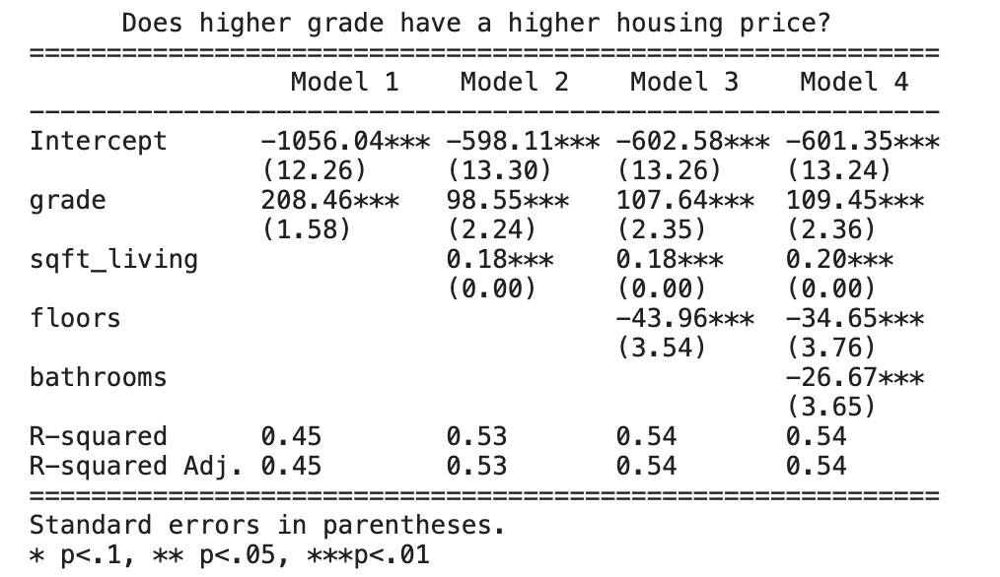 Does higher grade have a higher housing price?
==========================================================
Model 1 Model 2 Model 3 Model 4
----------------------------------------------------------
Intercept -1056.04*** -598.11*** -602.58*** -601.35***
(12.26) (13.30) (13.26) (13.24)
grade 208.46*** 98.55*** 107.64*** 109.45***
(1.58) (2.24) (2.35) (2.36)
sqft_living 0.18*** 0.18*** 0.20***
(0.00) (0.00) (0.00)
floors -43.96*** -34.65***
(3.54) (3.76)
bathrooms -26.67***
(3.65)
R-squared 0.45 0.53 0.54 0.54
R-squared Adj. 0.45 0.53 0.54 0.54
==========================================================
Standard errors in parentheses.
* p<.1, ** p<.05, ***p<.01